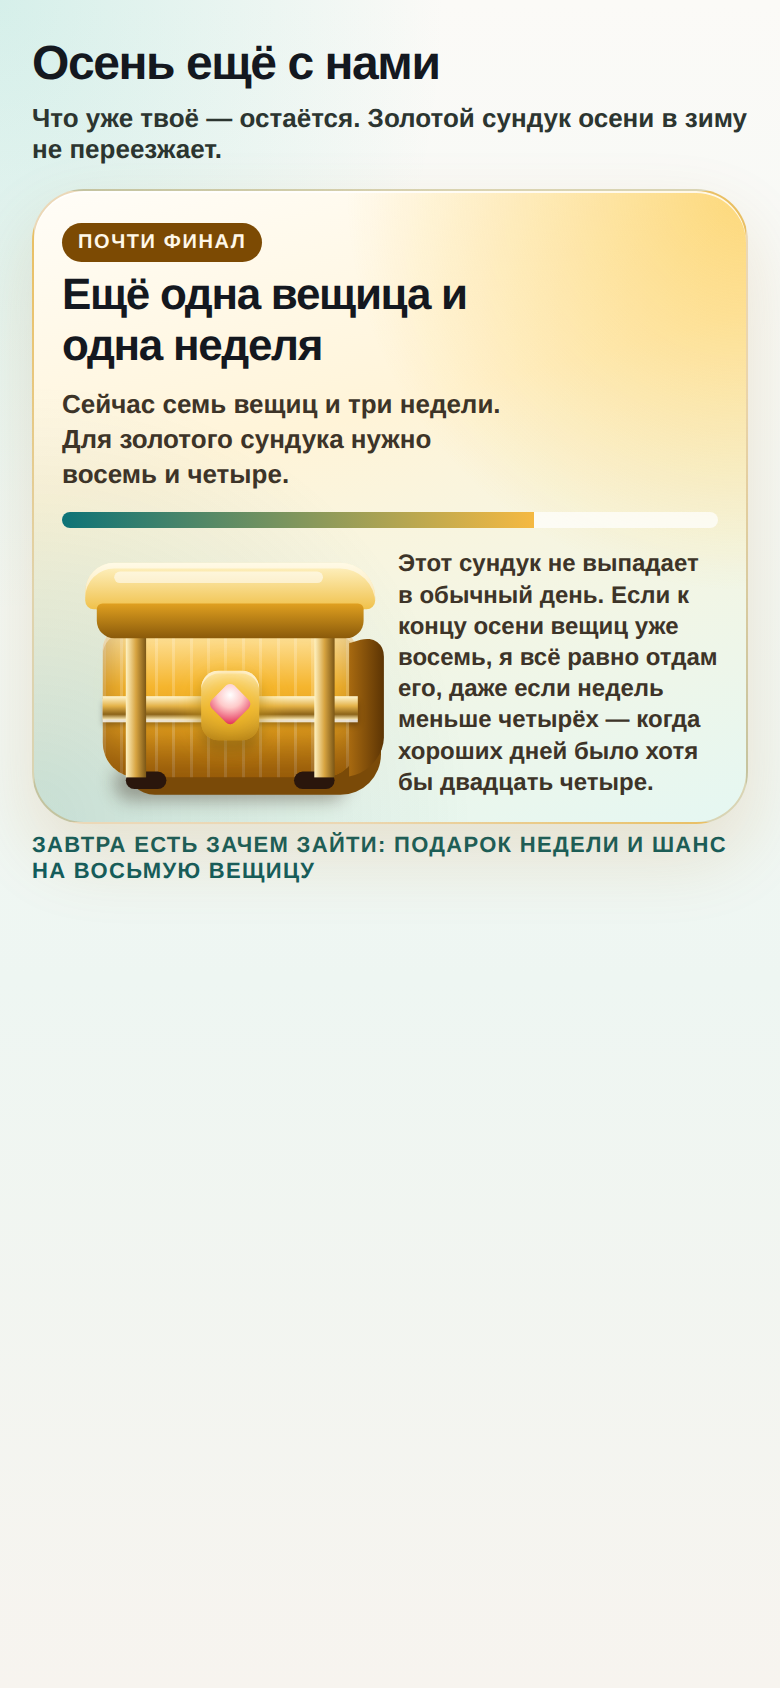 Осень ещё с нами
Что уже твоё — остаётся. Золотой сундук осени в зиму
не переезжает.
ПОЧТИ ФИНАЛ
Ещё одна вещица и
одна неделя
Сейчас семь вещиц и три недели.
Для золотого сундука нужно
восемь и четыре.
Этот сундук не выпадает
в обычный день. Если к
концу осени вещиц уже
восемь, я всё равно отдам
его, даже если недель
меньше четырёх — когда
хороших дней было хотя
бы двадцать четыре.
ЗАВТРА ЕСТЬ ЗАЧЕМ ЗАЙТИ: ПОДАРОК НЕДЕЛИ И ШАНС
НА ВОСЬМУЮ ВЕЩИЦУ